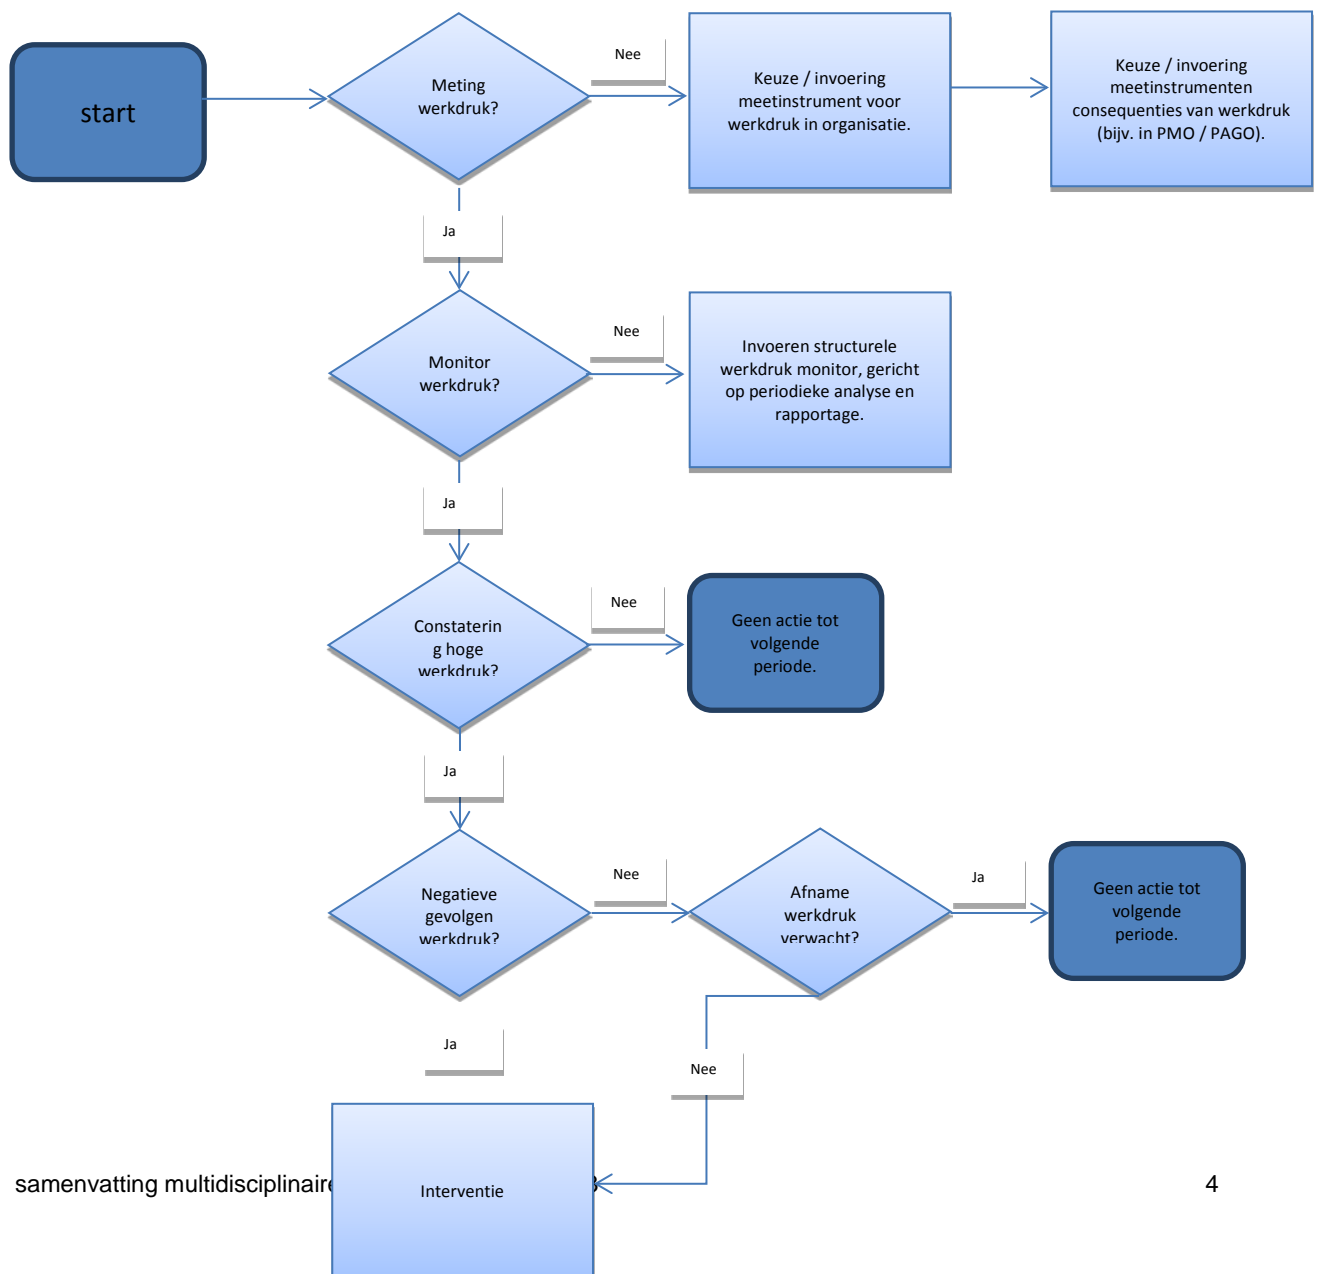 start
Meting
werkdruk?
Nee
Keuze / invoering
meetinstrument voor
werkdruk in organisatie.
Keuze / invoering
meetinstrumenten
consequenties van werkdruk
(bijv. in PMO / PAGO).
Ja
Monitor
werkdruk?
Nee
Invoeren structurele
werkdruk monitor, gericht
op periodieke analyse en
rapportage.
Ja
Constaterin
g hoge
werkdruk?
Nee
Geen actie tot
volgende
periode.
Ja
Negatieve
gevolgen
werkdruk?
Nee
Afname
werkdruk
verwacht?
Ja
Geen actie tot
volgende
periode.
Ja
Nee
Interventie
samenvatting multidisciplinaire
4